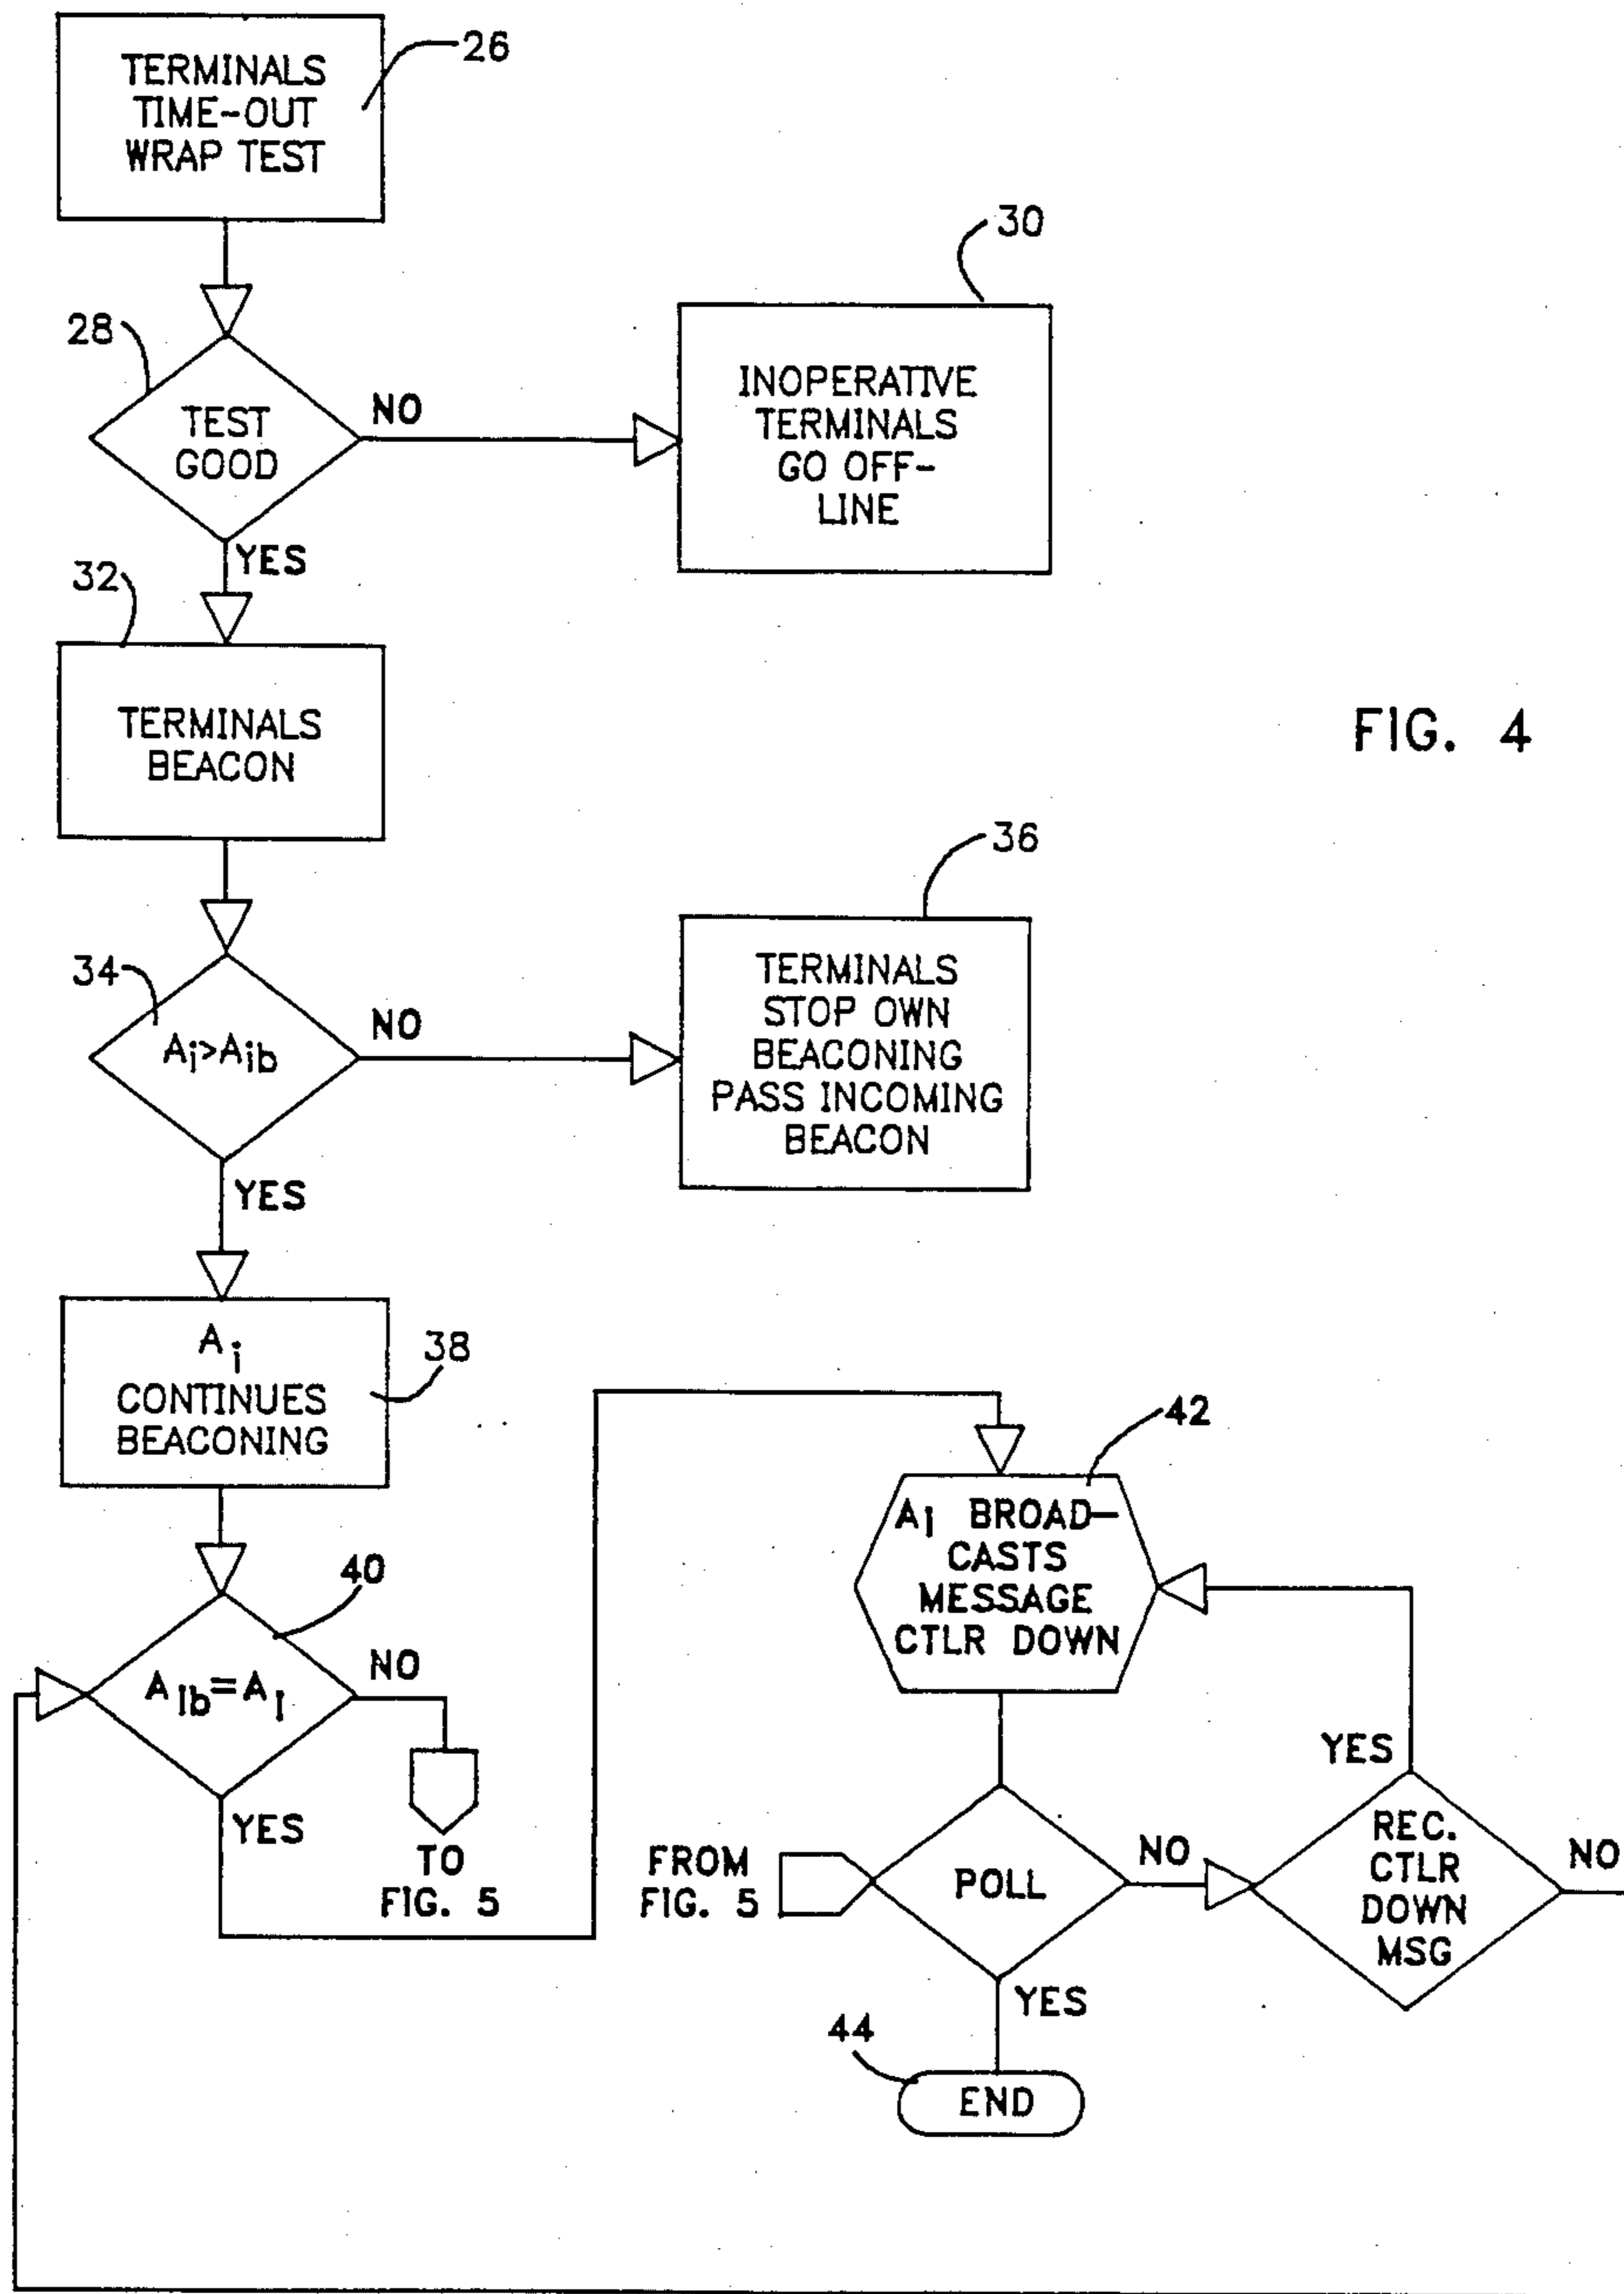 TERMINALS
TIME-OUT
WRAP TEST
26
28
TEST
GOOD
NO
YES
30
INOPERATIVE
TERMINALS
GO OFF-
LINE
32
TERMINALS
BEACON
FIG. 4
34
Ai>Aib
NO
YES
36
TERMINALS
STOP OWN
BEACONING
PASS INCOMING
BEACON
Ai
CONTINUES
BEACONING
38
40
AIb=AI
NO
YES
TO
FIG. 5
42
AI BROAD-
CASTS
MESSAGE
CTLR DOWN
FROM
FIG. 5
POLL
NO
YES
YES
REC.
CTLR
DOWN
MSG
NO
44
END